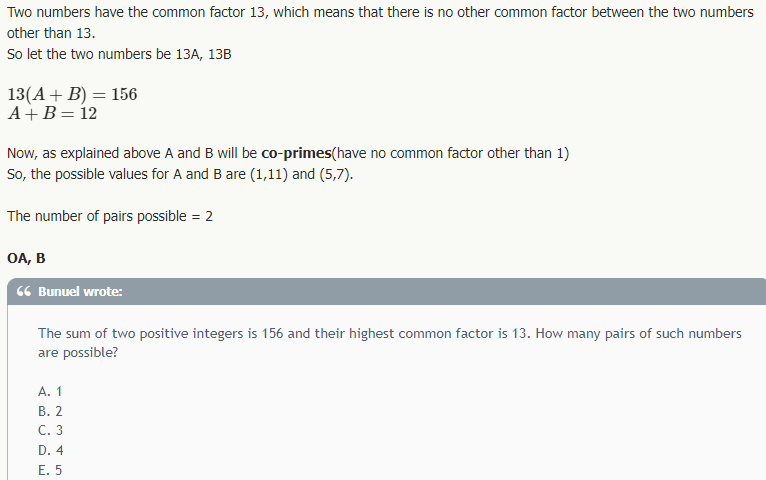 Two numbers have the common factor 13, which means that there is no other common factor between the two numbers
other than 13.
So let the two numbers be 13A, 13B
13(A + B) = 156
A + B = 12
Now, as explained above A and B will be co-primes(have no common factor other than 1)
So, the possible values for A and B are (1,11) and (5,7).
The number of pairs possible = 2
OA, B
“ Bunuel wrote:
The sum of two positive integers is 156 and their highest common factor is 13. How many pairs of such numbers
are possible?
A. 1
B. 2
C. 3
D. 4
E. 5